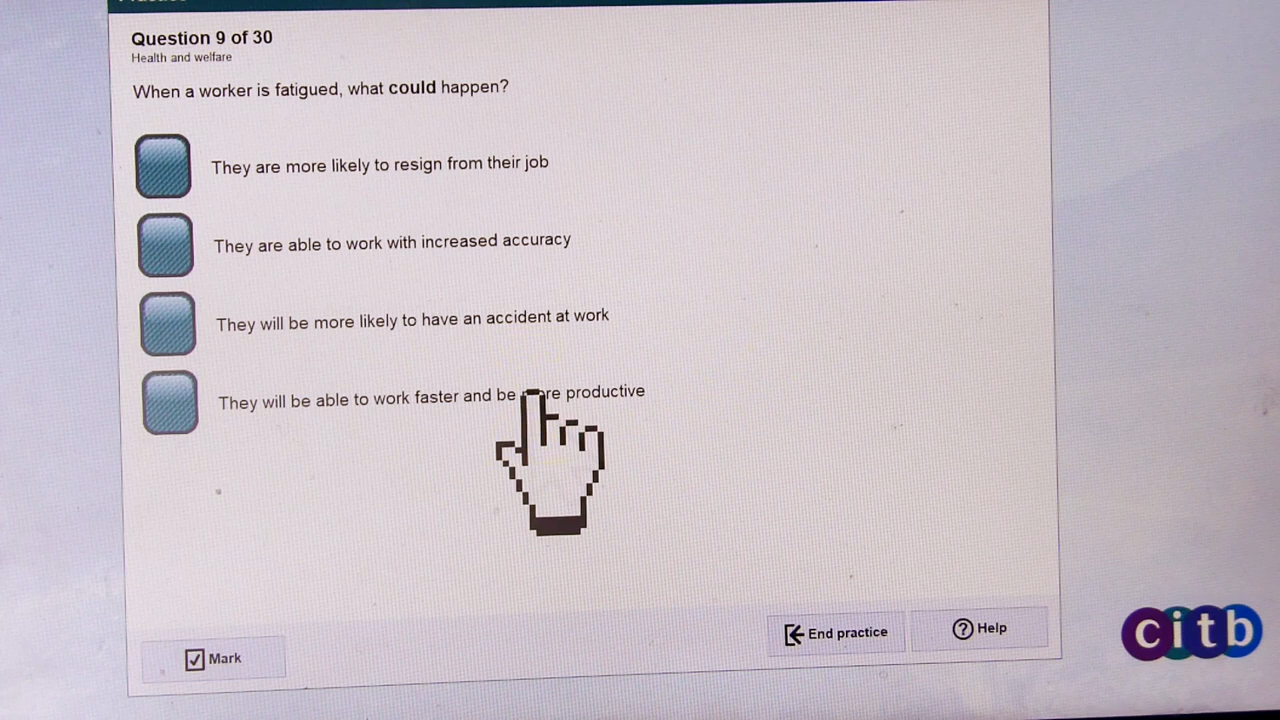 Question 9 of 30
Health and welfare
When a worker is fatigued, what could happen?
They are more likely to resign from their job
They are able to work with increased accuracy
They will be more likely to have an accident at work
They will be able to work faster and be more productive
Mark
End practice
Help
citb